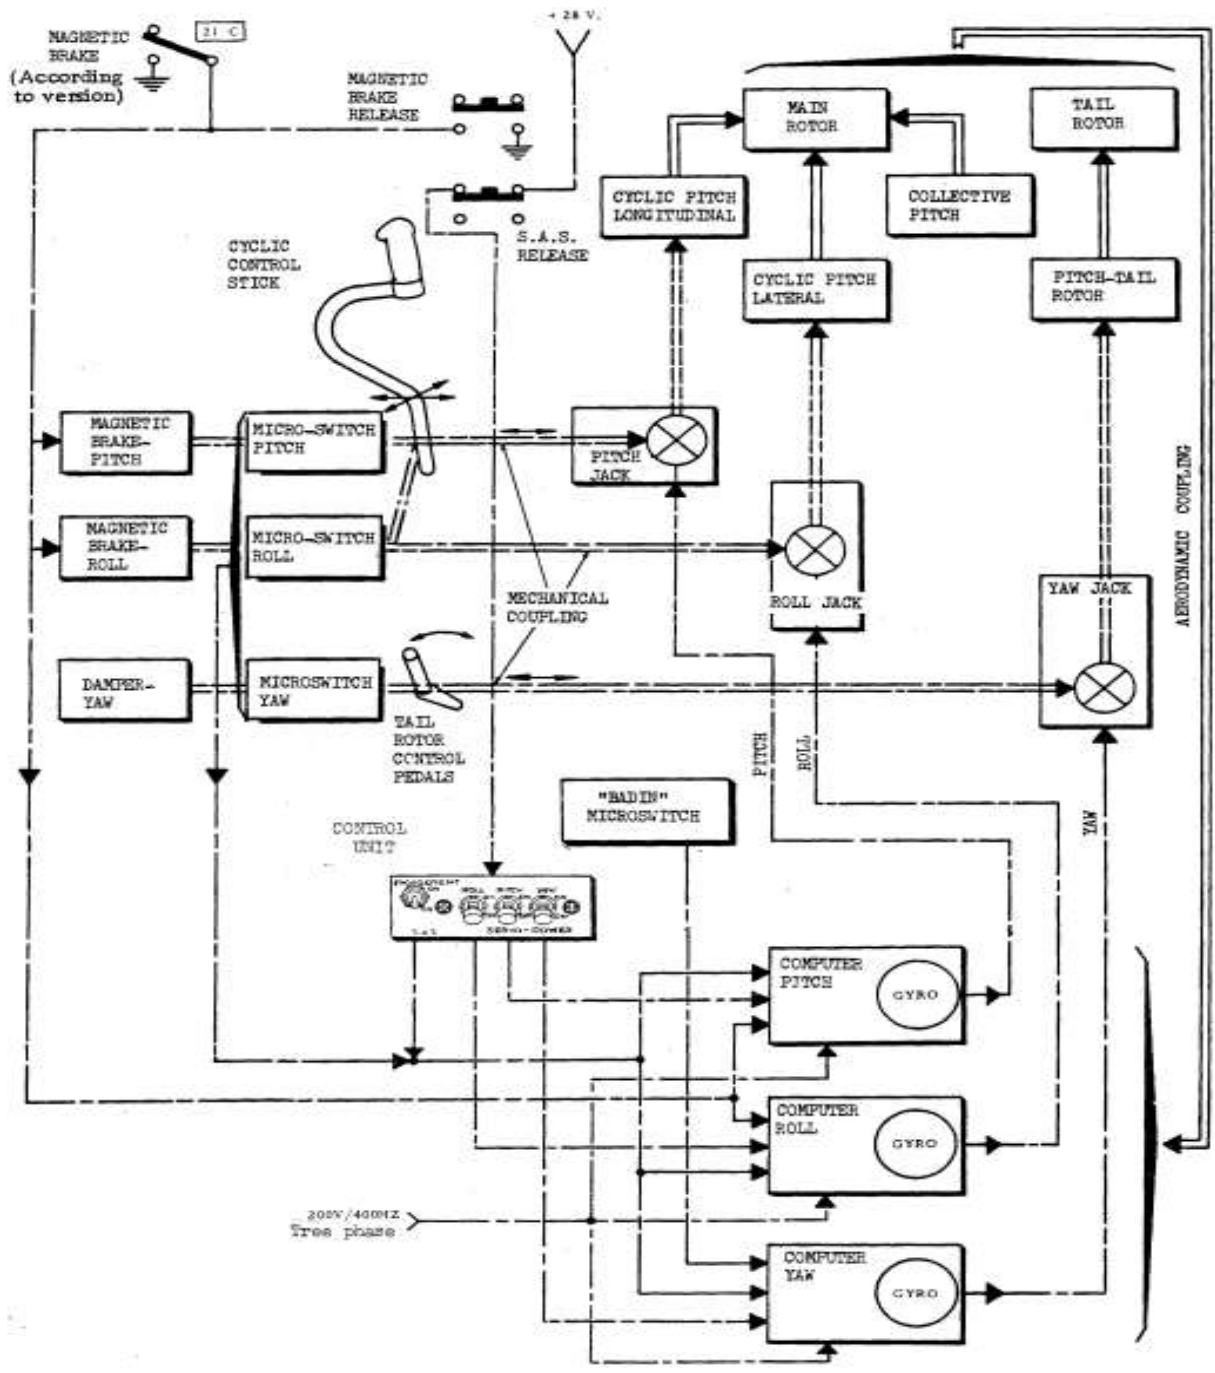 + 28 V.
21 C
MAGNETIC
BRAKE
(According
to version)
MAGNETIC
BRAKE
RELEASE
MAIN
ROTOR
TAIL
ROTOR
CYCLIC PITCH
LONGITUDINAL
COLLECTIVE
PITCH
S.A.S.
RELEASE
CYCLIC
CONTROL
STICK
CYCLIC PITCH
LATERAL
PITCH-TAIL
ROTOR
MAGNETIC
BRAKE-
PITCH
MICRO-SWITCH
PITCH
PITCH
JACK
MAGNETIC
BRAKE-
ROLL
MICRO-SWITCH
ROLL
AERODYNAMIC COUPLING
MECHANICAL
COUPLING
ROLL JACK
YAW JACK
DAMPER-
YAW
MICROSWITCH
YAW
TAIL
ROTOR
CONTROL
PEDALS
PITCH
ROLL
YAW
"BADIN"
MICROSWITCH
CONTROL
UNIT
ROLL
PITCH
YAW
SERVO-POWER
COMPUTER
PITCH
GYRO
COMPUTER
ROLL
GYRO
200V/400HZ
Tree phase
COMPUTER
YAW
GYRO